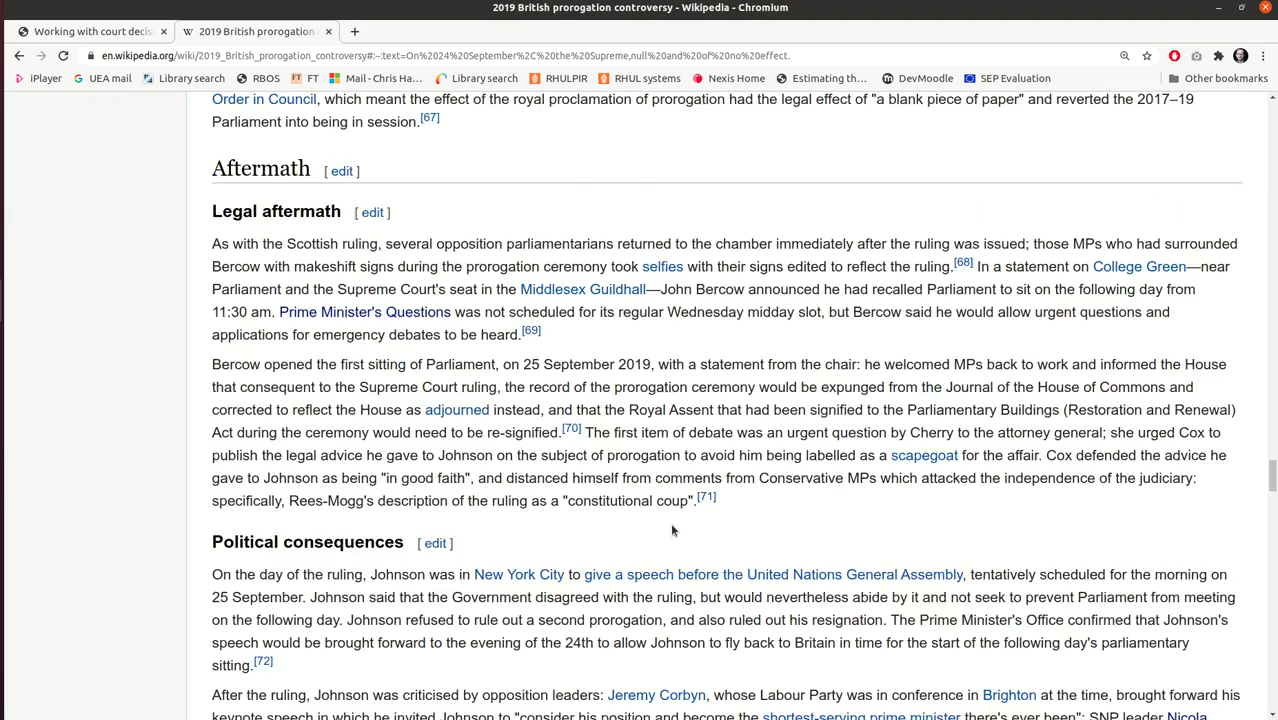 2019 British prorogation controversy - Wikipedia - Chromium
Working with court decis
2019 British prorogation
en.wikipedia.org/wiki/2019_British_prorogation_controversy#:~:text=On%2024%20September%2C%20the%20Supreme,null%20and%20of%20no%20effect.
iPlayer UEA mail Library search RBOS FT Mail - Chris Ha... Library search RHULPIR RHUL systems Nexis Home Estimating th... DevMoodle SEP Evaluation Other bookmarks
Order in Council, which meant the effect of the royal proclamation of prorogation had the legal effect of "a blank piece of paper" and reverted the 2017–19
Parliament into being in session.[67]
Aftermath [ edit ]
Legal aftermath [ edit ]
As with the Scottish ruling, several opposition parliamentarians returned to the chamber immediately after the ruling was issued; those MPs who had surrounded
Bercow with makeshift signs during the prorogation ceremony took selfies with their signs edited to reflect the ruling.[68] In a statement on College Green—near
Parliament and the Supreme Court's seat in the Middlesex Guildhall—John Bercow announced he had recalled Parliament to sit on the following day from
11:30 am. Prime Minister's Questions was not scheduled for its regular Wednesday midday slot, but Bercow said he would allow urgent questions and
applications for emergency debates to be heard.[69]
Bercow opened the first sitting of Parliament, on 25 September 2019, with a statement from the chair: he welcomed MPs back to work and informed the House
that consequent to the Supreme Court ruling, the record of the prorogation ceremony would be expunged from the Journal of the House of Commons and
corrected to reflect the House as adjourned instead, and that the Royal Assent that had been signified to the Parliamentary Buildings (Restoration and Renewal)
Act during the ceremony would need to be re-signified.[70] The first item of debate was an urgent question by Cherry to the attorney general; she urged Cox to
publish the legal advice he gave to Johnson on the subject of prorogation to avoid him being labelled as a scapegoat for the affair. Cox defended the advice he
gave to Johnson as being "in good faith", and distanced himself from comments from Conservative MPs which attacked the independence of the judiciary:
specifically, Rees-Mogg's description of the ruling as a "constitutional coup".[71]
Political consequences [ edit ]
On the day of the ruling, Johnson was in New York City to give a speech before the United Nations General Assembly, tentatively scheduled for the morning on
25 September. Johnson said that the Government disagreed with the ruling, but would nevertheless abide by it and not seek to prevent Parliament from meeting
on the following day. Johnson refused to rule out a second prorogation, and also ruled out his resignation. The Prime Minister's Office confirmed that Johnson's
speech would be brought forward to the evening of the 24th to allow Johnson to fly back to Britain in time for the start of the following day's parliamentary
sitting.[72]
After the ruling, Johnson was criticised by opposition leaders: Jeremy Corbyn, whose Labour Party was in conference in Brighton at the time, brought forward his
keynote speech in which he invited Johnson to "consider his position and become the shortest-serving prime minister there's ever been"; SNP leader Nicola